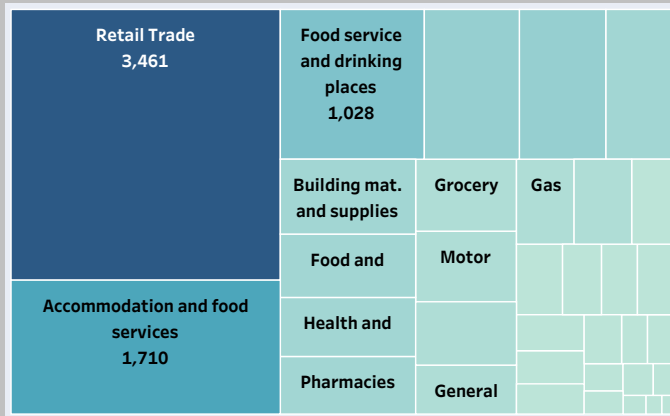 Retail Trade
3,461
Food service
and drinking
places
1,028
Building mat.
and supplies
Grocery
Gas
Food and
Motor
Accommodation and food
services
1,710
Health and
Pharmacies
General